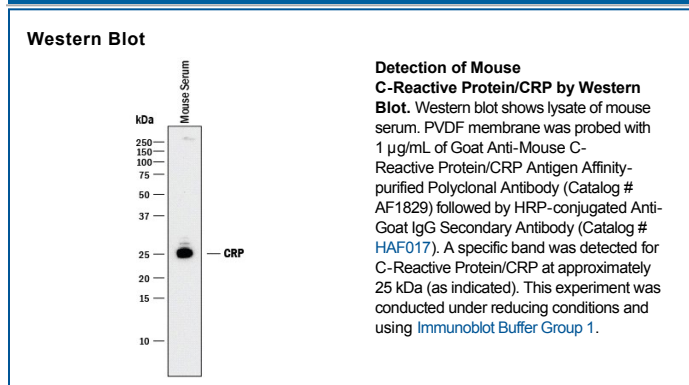 Western Blot
Mouse Serum
kDa
250
150
100
75
50
37
25
20
15
10
CRP
Detection of Mouse
C-Reactive Protein/CRP by Western
Blot. Western blot shows lysate of mouse
serum. PVDF membrane was probed with
1 µg/mL of Goat Anti-Mouse C-
Reactive Protein/CRP Antigen Affinity-
purified Polyclonal Antibody (Catalog #
AF1829) followed by HRP-conjugated Anti-
Goat IgG Secondary Antibody (Catalog #
HAF017). A specific band was detected for
C-Reactive Protein/CRP at approximately
25 kDa (as indicated). This experiment was
conducted under reducing conditions and
using Immunoblot Buffer Group 1.